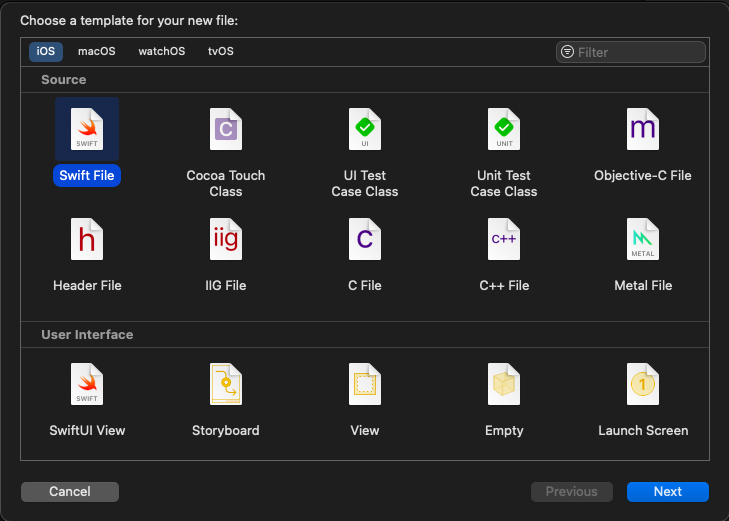 Choose a template for your new file:
iOS macOS watchOS tvOS Filter
Source
SWIFT C UI UNIT m
Swift File Cocoa Touch Class UI Test Case Class Unit Test Case Class Objective-C File
h iig C C++ METAL
Header File IIG File C File C++ File Metal File
User Interface
SWIFT 1
SwiftUI View Storyboard View Empty Launch Screen
Cancel Previous Next